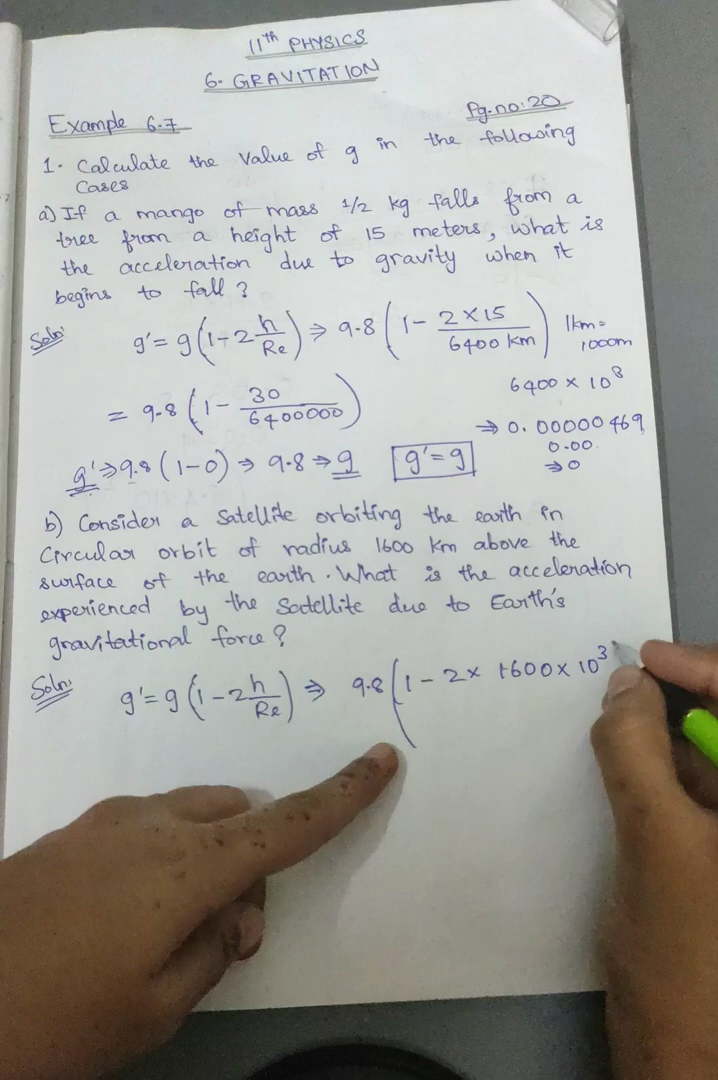 11th PHYSICS
6. GRAVITATION
Example 6.7
Pg.no:20
1. Calculate the Value of g in the following
Cases
a) If a mango of mass 1/2 kg falls from a
tree from a height of 15 meters, what is
the acceleration due to gravity when it
begins to fall?
Soln:
g' = g (1-2 h/Re) ⇒ 9.8 (1 - 2×15/6400 km)
1km =
1000m
6400 × 10⁸
= 9.8 (1 - 30/6400000)
⇒ 0.00000469
0.00
⇒ 0
g' ⇒ 9.8 (1-0) ⇒ 9.8 ⇒ g
g' = g
b) Consider a Satellite orbiting the earth in
Circular orbit of radius 1600 km above the
surface of the earth. What is the acceleration
experienced by the Satellite due to Earth's
gravitational force?
Soln:
g' = g (1-2 h/Re) ⇒ 9.8 (1 - 2× 1600×10³